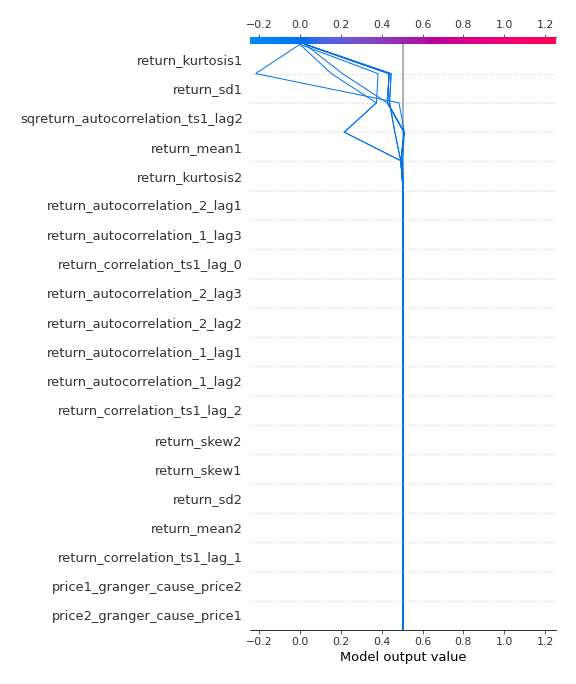 −0.2 0.0 0.2 0.4 0.6 0.8 1.0 1.2
return_kurtosis1
return_sd1
sqreturn_autocorrelation_ts1_lag2
return_mean1
return_kurtosis2
return_autocorrelation_2_lag1
return_autocorrelation_1_lag3
return_correlation_ts1_lag_0
return_autocorrelation_2_lag3
return_autocorrelation_2_lag2
return_autocorrelation_1_lag1
return_autocorrelation_1_lag2
return_correlation_ts1_lag_2
return_skew2
return_skew1
return_sd2
return_mean2
return_correlation_ts1_lag_1
price1_granger_cause_price2
price2_granger_cause_price1
−0.2 0.0 0.2 0.4 0.6 0.8 1.0 1.2
Model output value